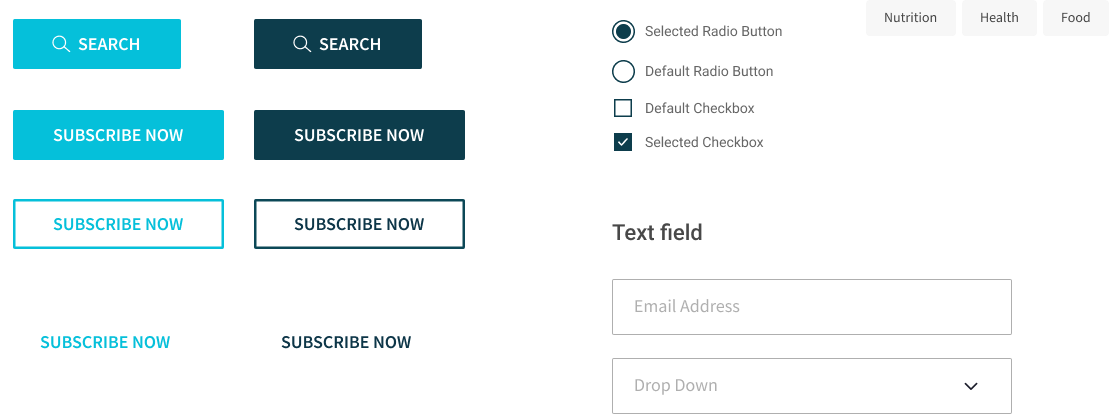 SEARCH
SEARCH
SUBSCRIBE NOW
SUBSCRIBE NOW
SUBSCRIBE NOW
SUBSCRIBE NOW
SUBSCRIBE NOW
SUBSCRIBE NOW
Selected Radio Button
Default Radio Button
Default Checkbox
Selected Checkbox
Nutrition
Health
Food
Text field
Email Address
Drop Down